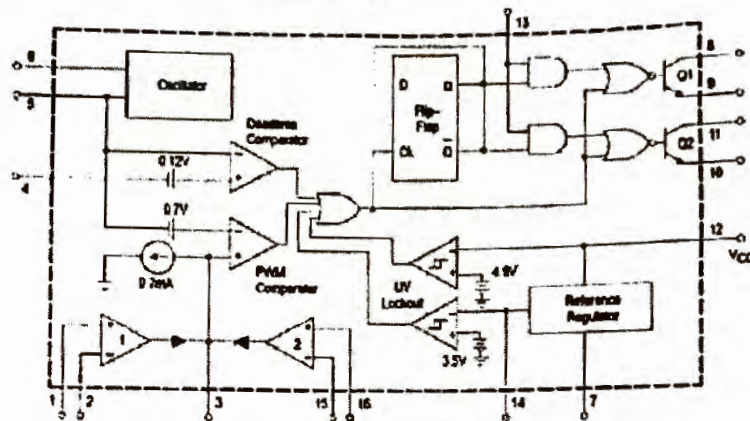 13
8
6
Oscillator
5
D
Q
Flip-
Flop
Q1
9
Deadtime
Comparator
11
0.12V
Ck
Q
Q2
4
10
0.7V
12
4.9V
VCC
0.7mA
PWM
Comparator
UV
Lockout
Reference
Regulator
1
2
3.5V
1
2
3
15
16
14
7